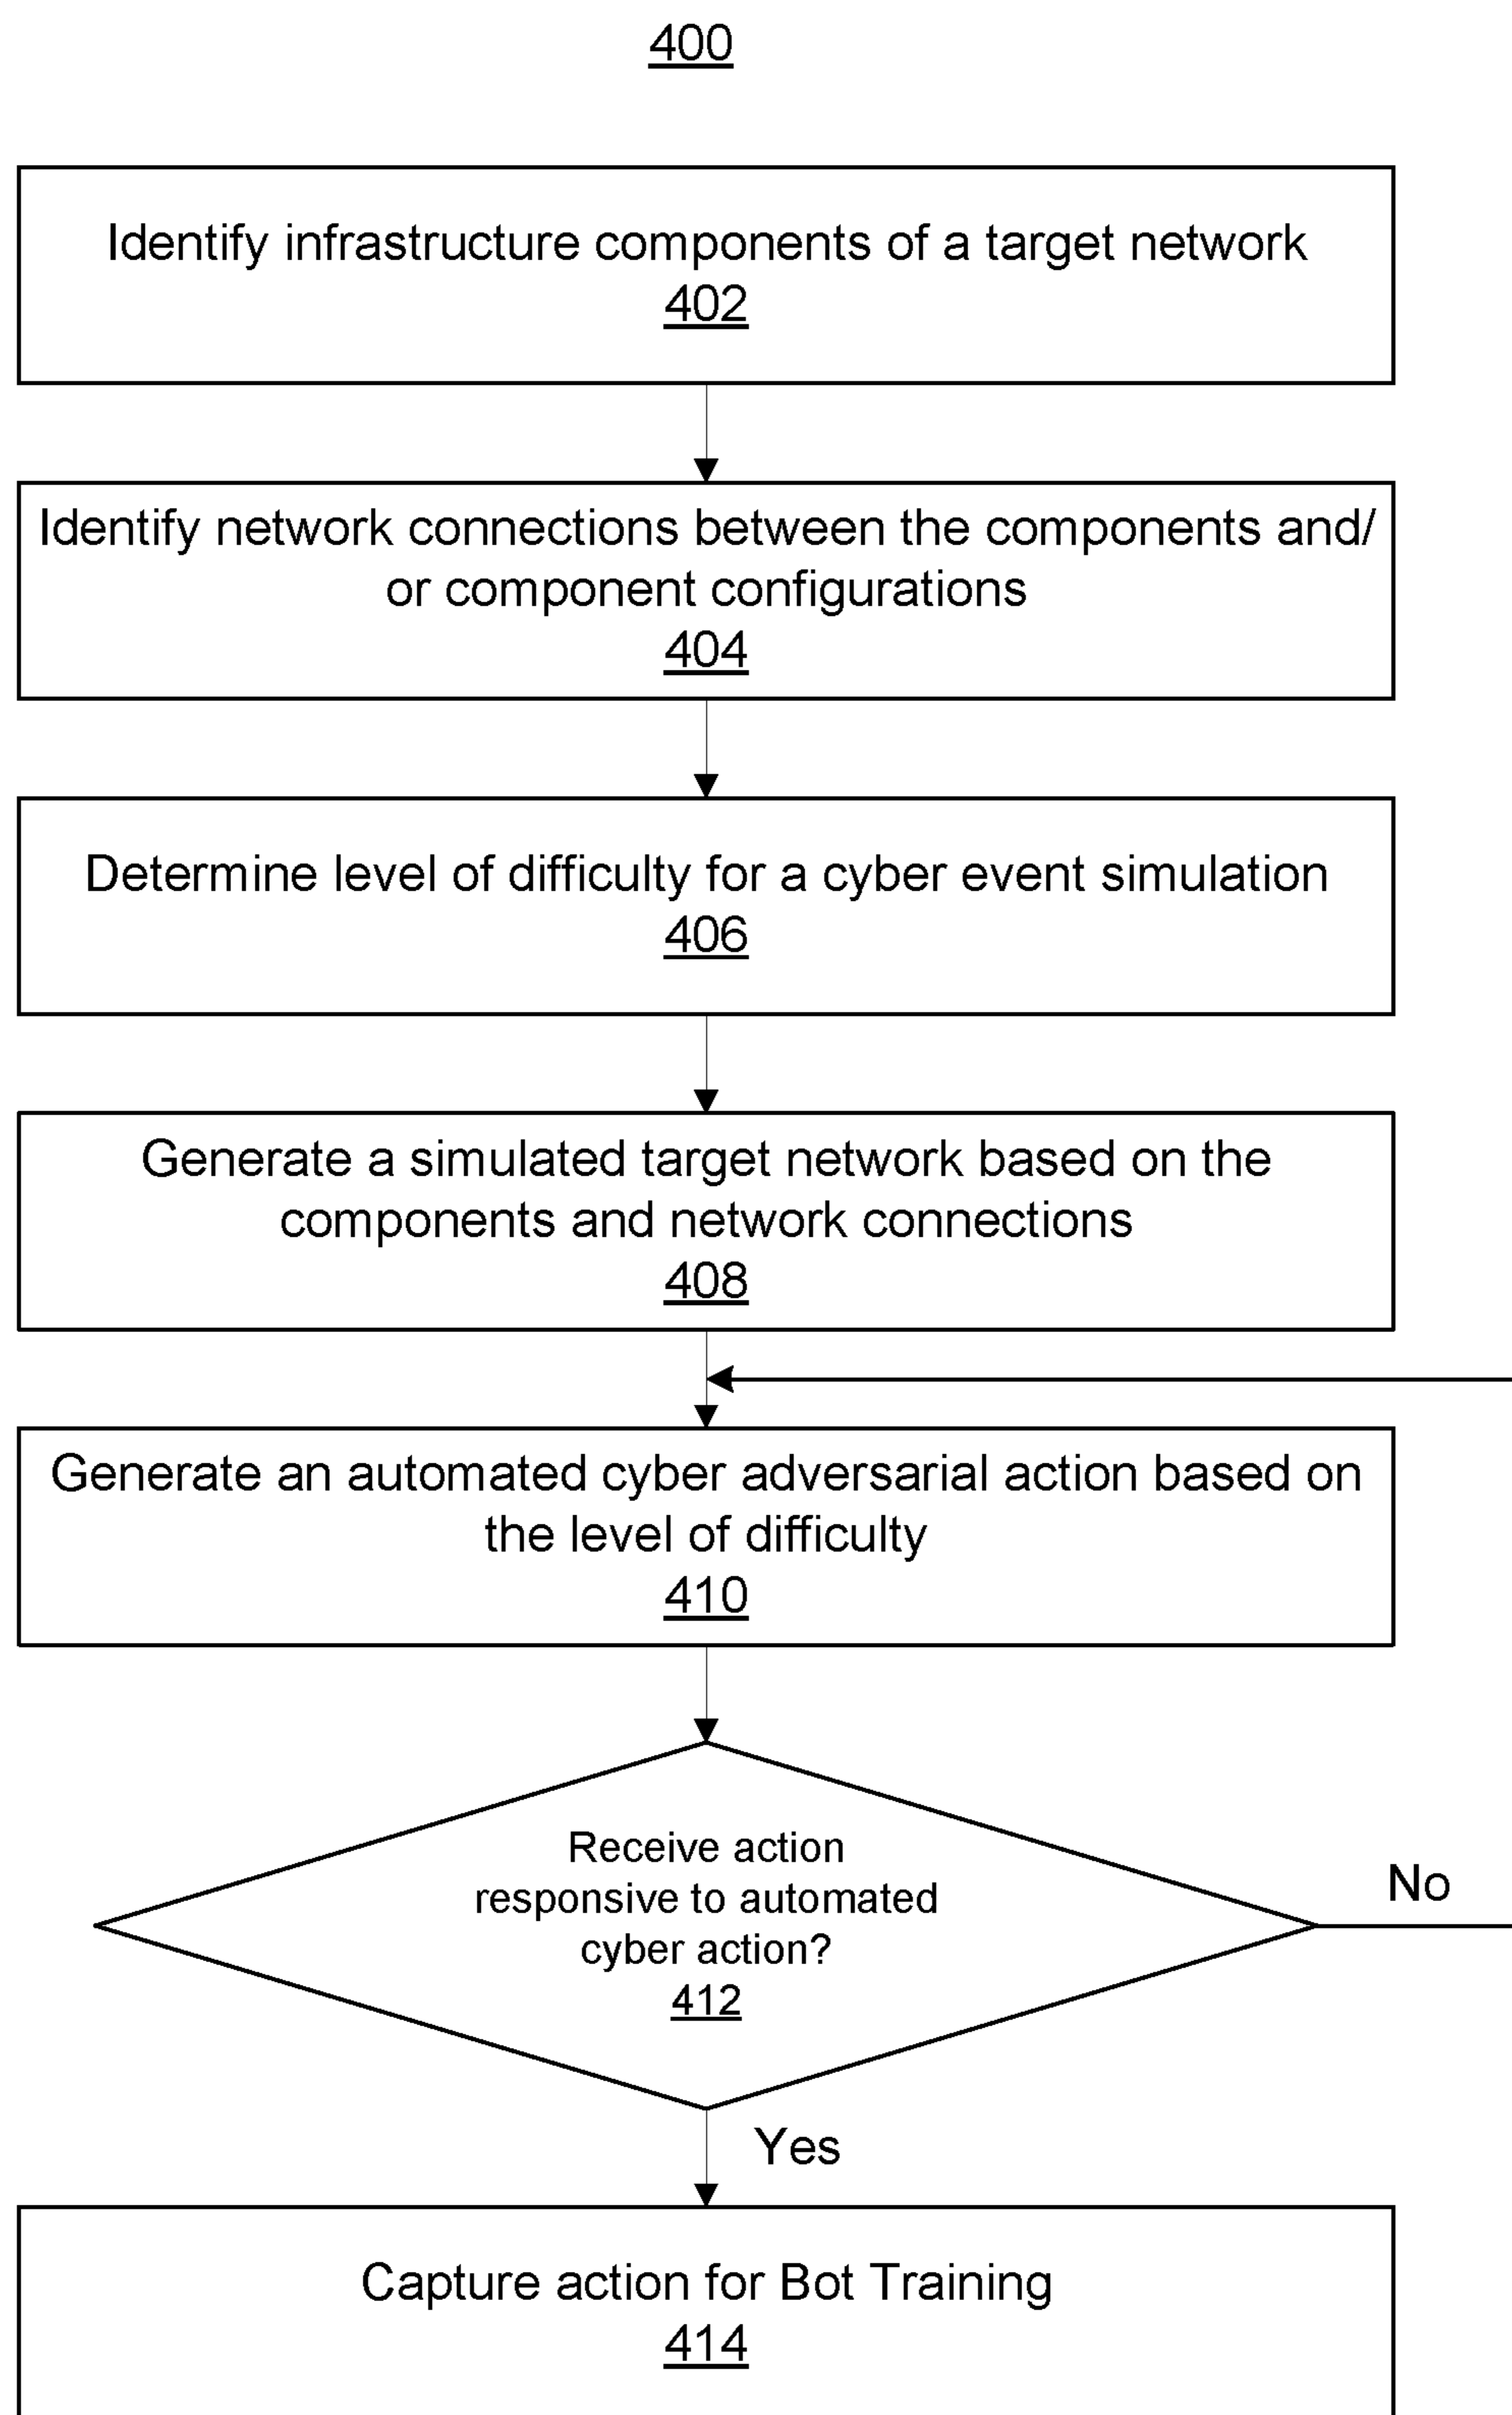 400
Identify infrastructure components of a target network
402
Identify network connections between the components and/
or component configurations
404
Determine level of difficulty for a cyber event simulation
406
Generate a simulated target network based on the
components and network connections
408
Generate an automated cyber adversarial action based on
the level of difficulty
410
Receive action
responsive to automated
cyber action?
412
No
Yes
Capture action for Bot Training
414